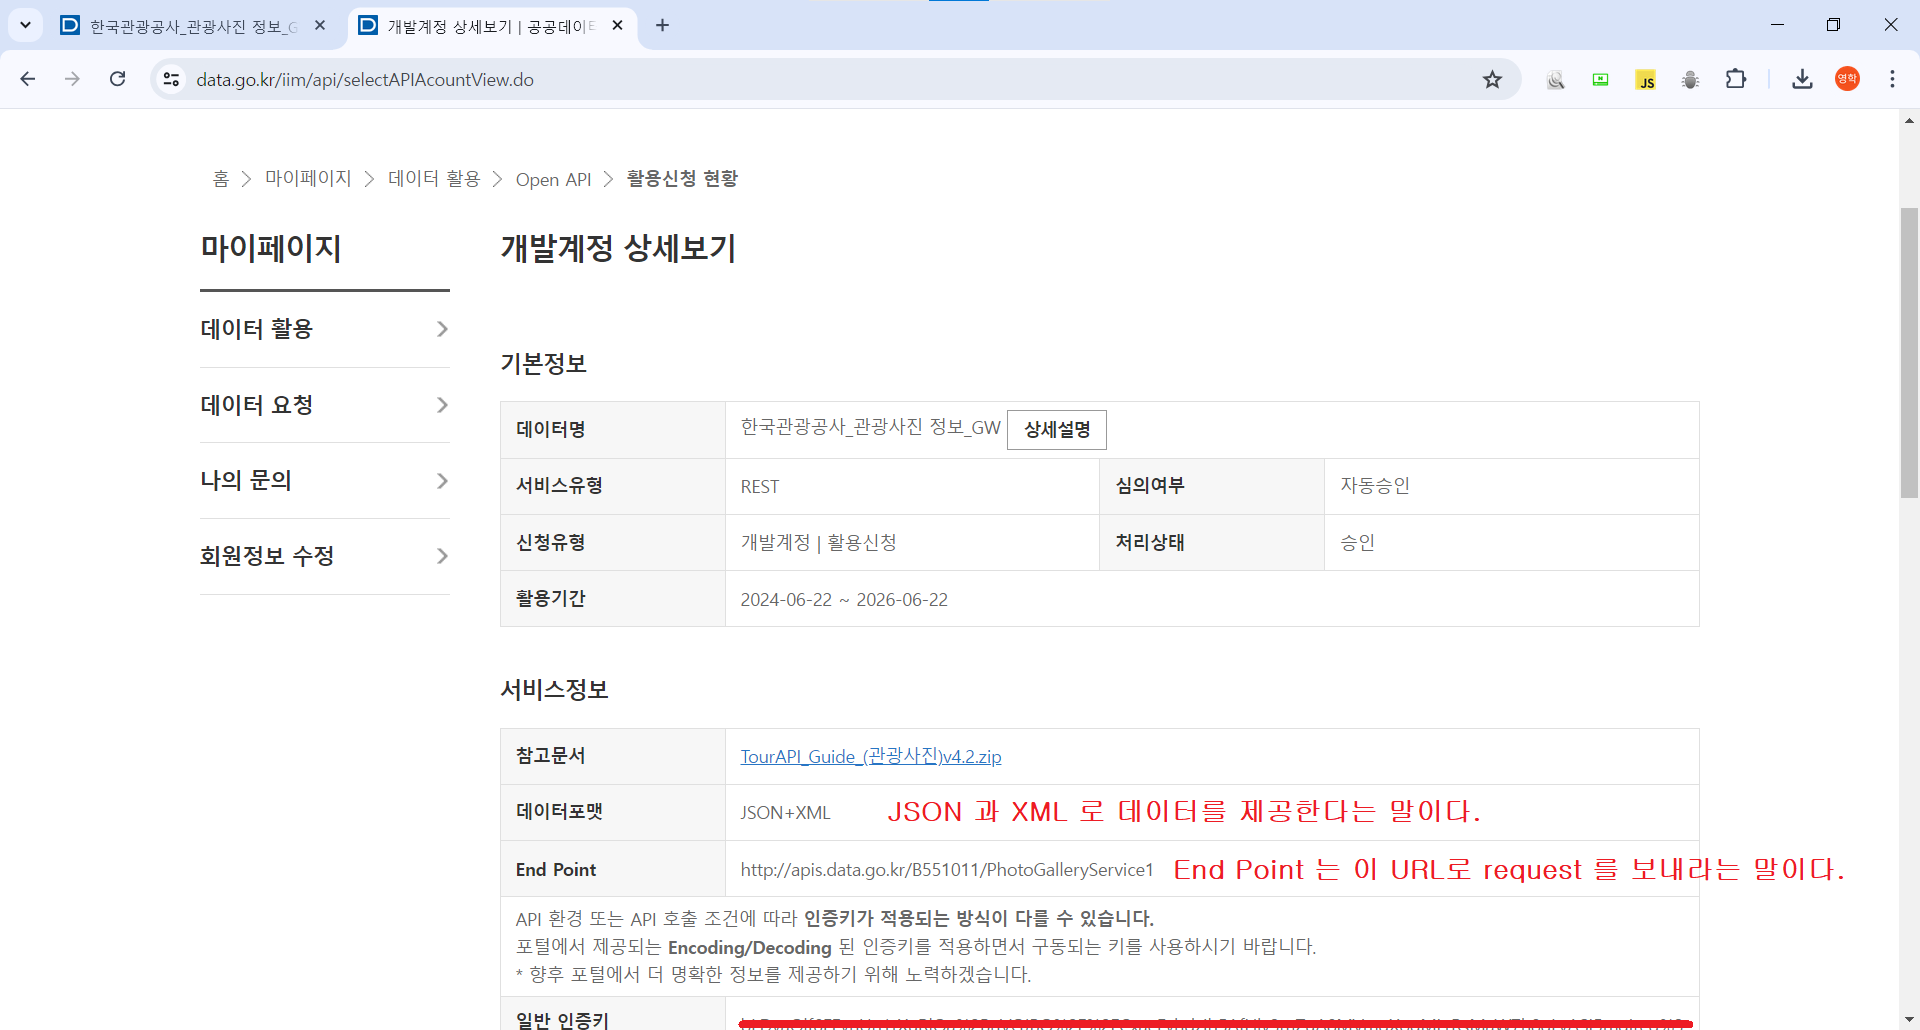 한국관광공사_관광사진 정보_G
개발계정 상세보기 | 공공데이터
data.go.kr/iim/api/selectAPIAcountView.do
JS
영학
홈 > 마이페이지 > 데이터 활용 > Open API > 활용신청 현황
마이페이지
데이터 활용
데이터 요청
나의 문의
회원정보 수정
개발계정 상세보기
기본정보
데이터명 한국관광공사_관광사진 정보_GW 상세설명
서비스유형 REST 심의여부 자동승인
신청유형 개발계정 | 활용신청 처리상태 승인
활용기간 2024-06-22 ~ 2026-06-22
서비스정보
참고문서 TourAPI_Guide_(관광사진)v4.2.zip
데이터포맷 JSON+XML JSON 과 XML 로 데이터를 제공한다는 말이다.
End Point http://apis.data.go.kr/B551011/PhotoGalleryService1 End Point 는 이 URL로 request 를 보내라는 말이다.
API 환경 또는 API 호출 조건에 따라 인증키가 적용되는 방식이 다를 수 있습니다.
포털에서 제공되는 Encoding/Decoding 된 인증키를 적용하면서 구동되는 키를 사용하시기 바랍니다.
* 향후 포털에서 더 명확한 정보를 제공하기 위해 노력하겠습니다.
일반 인증키